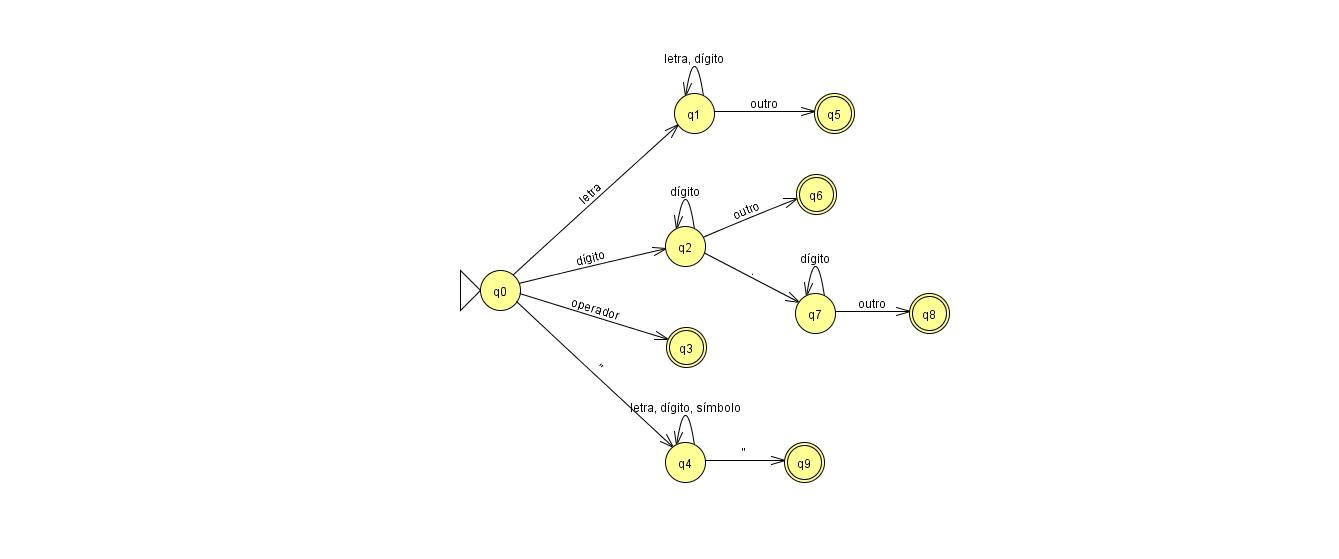 letra, dígito
outro
q1
q5
letra
dígito
outro
q6
q2
dígito
.
dígito
q0
operador
outro
q7
q8
q3
"
letra, dígito, símbolo
"
q4
q9